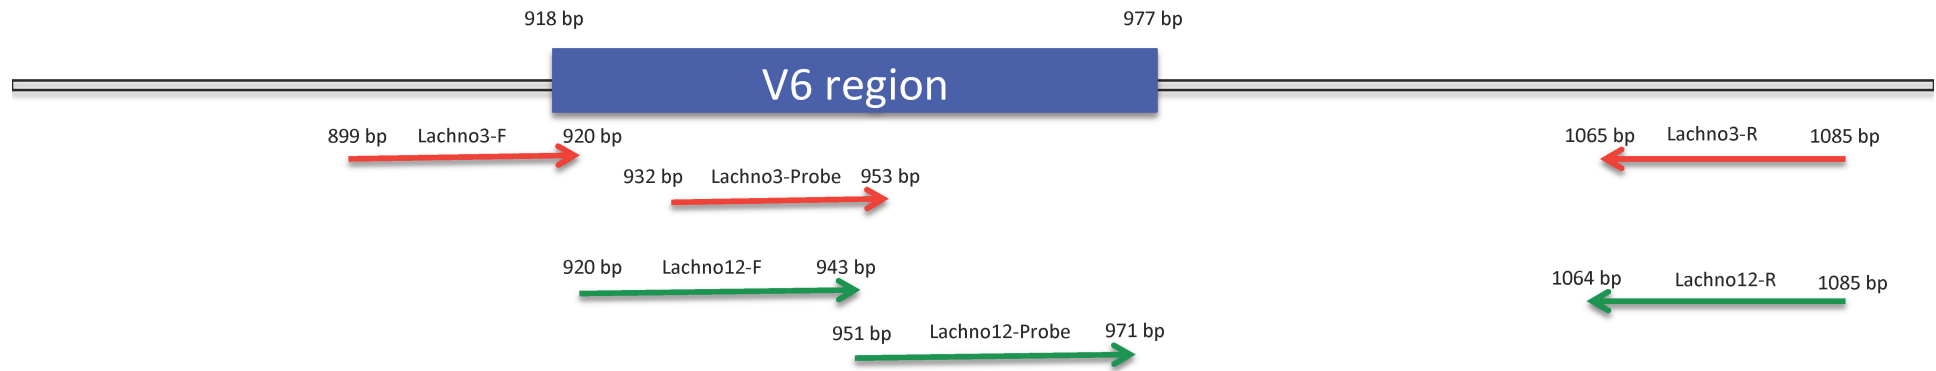 918 bp 977 bp
V6 region
899 bp Lachno3-F 920 bp 1065 bp Lachno3-R 1085 bp
932 bp Lachno3-Probe 953 bp
920 bp Lachno12-F 943 bp 1064 bp Lachno12-R 1085 bp
951 bp Lachno12-Probe 971 bp